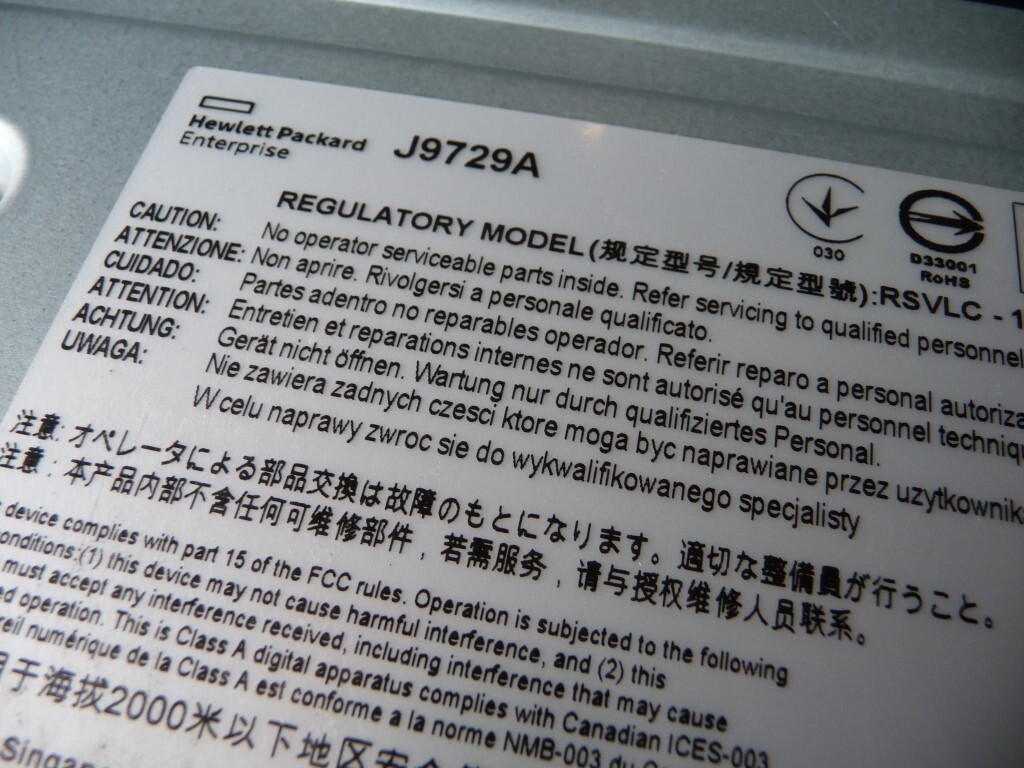 Hewlett Packard
Enterprise
J9729A
030
D33001
RoHS
REGULATORY MODEL(规定型号/規定型號):RSVLC - 1
CAUTION: No operator serviceable parts inside. Refer servicing to qualified personnel
ATTENZIONE: Non aprire. Rivolgersi a personale qualificato.
CUIDADO: Partes adentro no reparables operador. Referir reparo a personal autoriza
ATTENTION: Entretien et reparations internes ne sont autorisé qu'au personnel techniqu
ACHTUNG: Gerät nicht öffnen. Wartung nur durch qualifiziertes Personal.
UWAGA: Nie zawiera zadnych czesci ktore moga byc naprawiane przez uzytkownik
W celu naprawy zwroc sie do wykwalifikowanego specjalisty
注意: オペレータによる部品交換は故障のもとになります。適切な整備員が行うこと。
注意: 本产品内部不含任何可维修部件，若需服务，请与授权维修人员联系。
device complies with part 15 of the FCC rules. Operation is subjected to the following
onditions:(1) this device may not cause harmful interference, and (2) this
must accept any interference received, including interference that may cause
ed operation. This is Class A digital apparatus complies with Canadian ICES-003
reil numérique de la Class A est conforme a la norme NMB-003 du
于海拔2000米以下地区安全
Singap